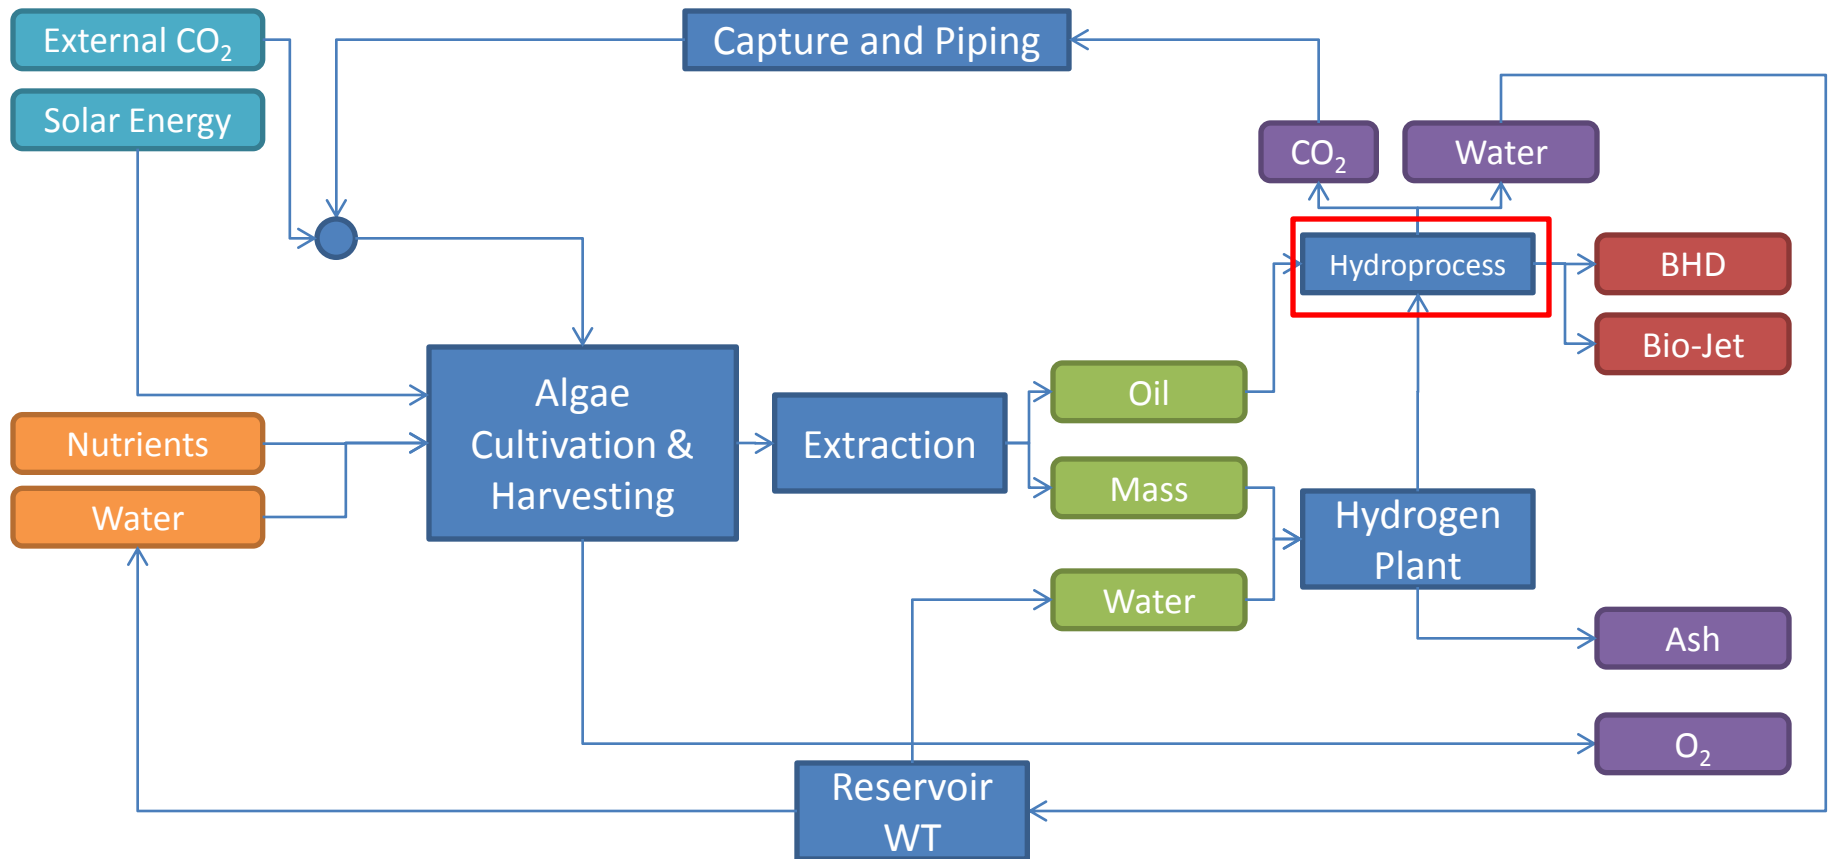 External CO₂
Capture and Piping
Solar Energy
CO₂
Water
Hydroprocess
BHD
Bio-Jet
Algae
Cultivation &
Harvesting
Oil
Nutrients
Extraction
Mass
Water
Hydrogen
Plant
Water
Ash
O₂
Reservoir
WT